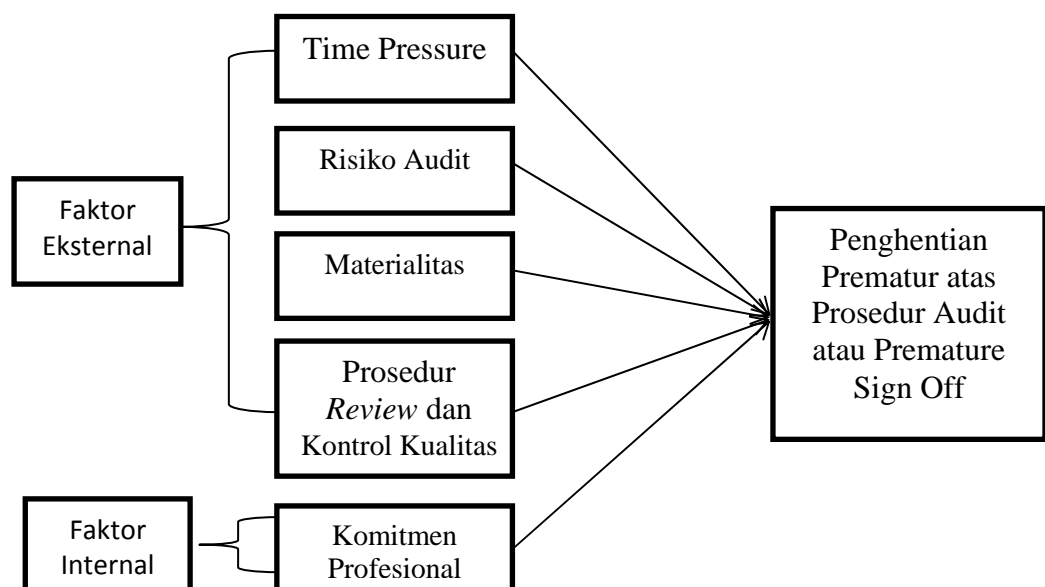 Time Pressure
Risiko Audit
Faktor
Eksternal
Materialitas
Prosedur
Review dan
Kontrol Kualitas
Faktor
Internal
Komitmen
Profesional
Penghentian
Prematur atas
Prosedur Audit
atau Premature
Sign Off